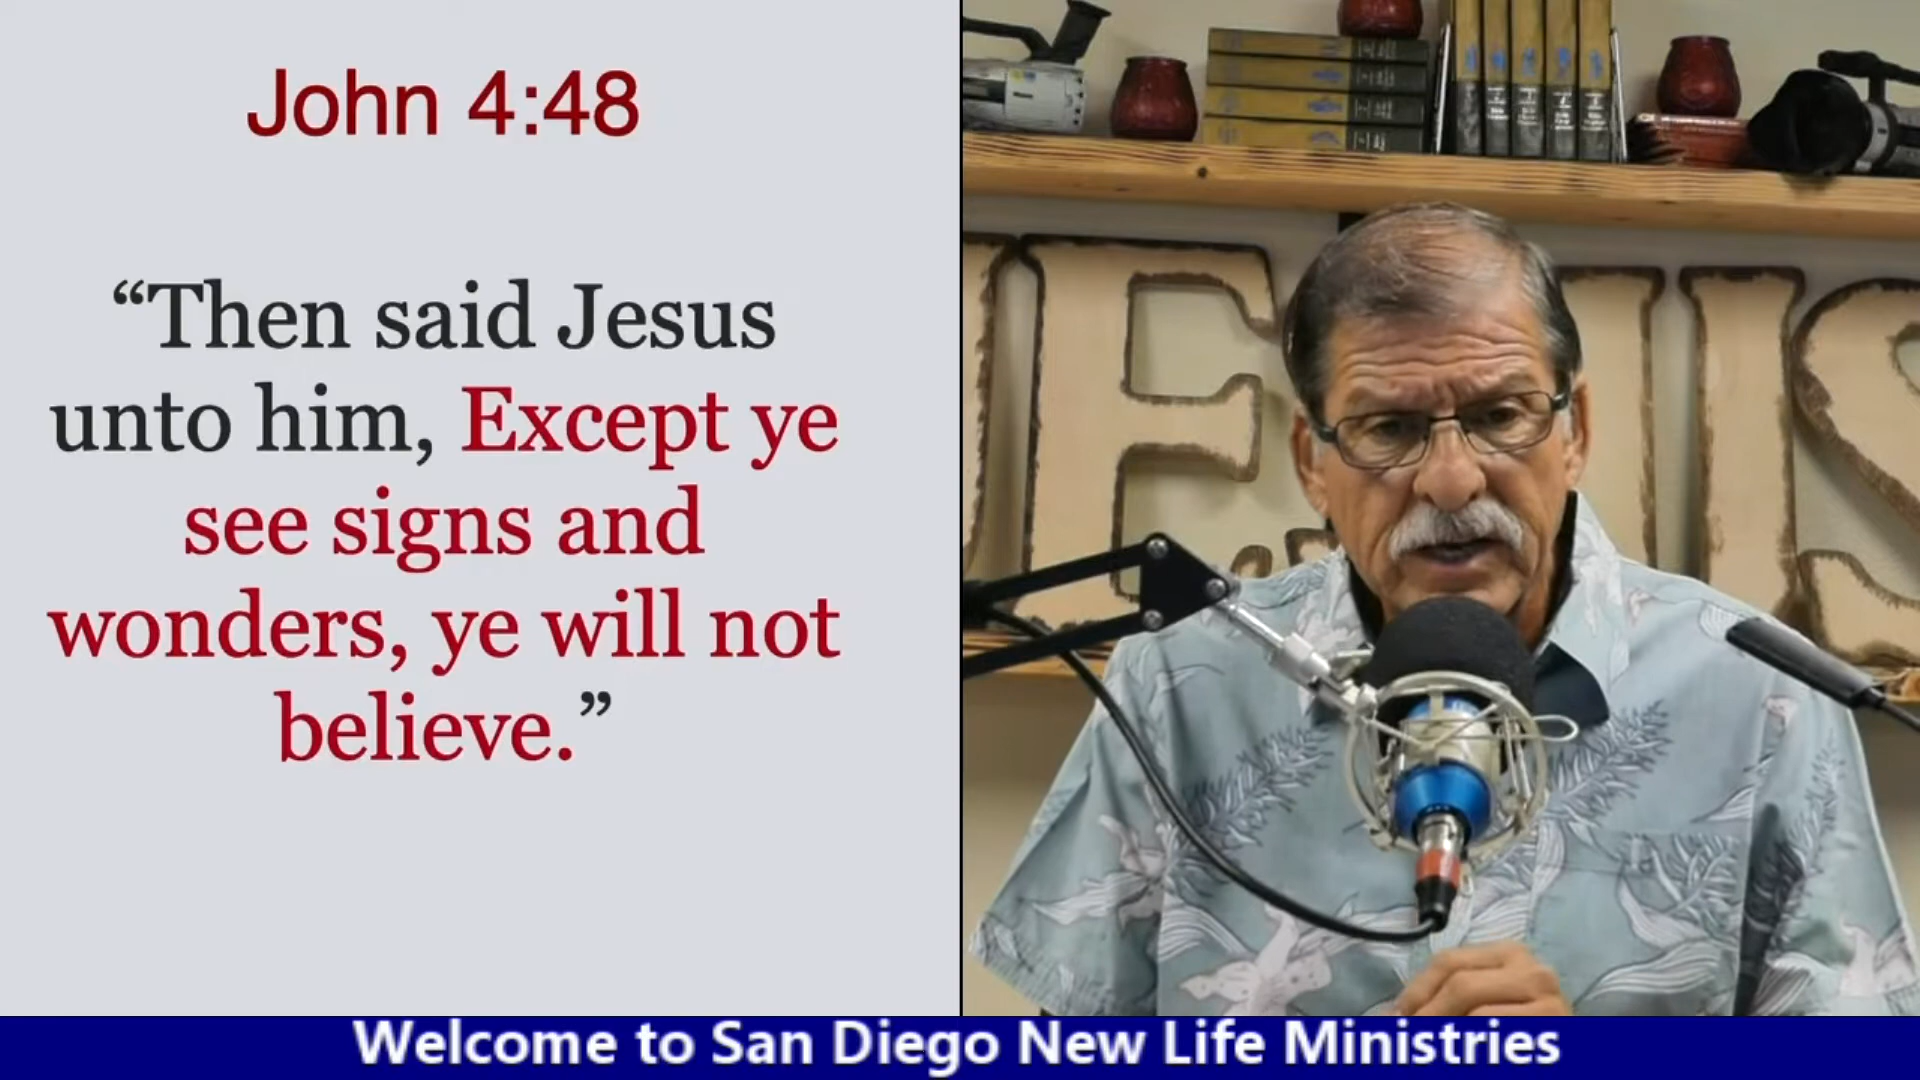 John 4:48
“Then said Jesus
unto him, Except ye
see signs and
wonders, ye will not
believe.”
JESUS
Welcome to San Diego New Life Ministries